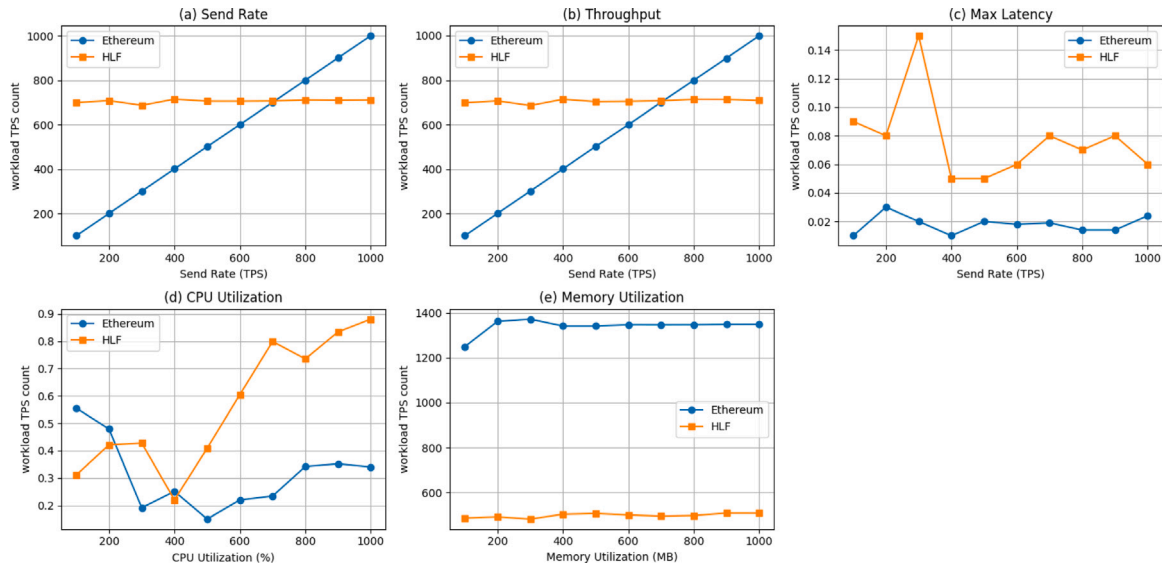 (a) Send Rate
1000
800
600
400
200
workload TPS count
Ethereum
HLF
200 400 600 800 1000
Send Rate (TPS)
(b) Throughput
1000
800
600
400
200
workload TPS count
Ethereum
HLF
200 400 600 800 1000
Send Rate (TPS)
(c) Max Latency
0.14
0.12
0.10
0.08
0.06
0.04
0.02
workload TPS count
Ethereum
HLF
200 400 600 800 1000
Send Rate (TPS)
(d) CPU Utilization
0.9
0.8
0.7
0.6
0.5
0.4
0.3
0.2
workload TPS count
Ethereum
HLF
200 400 600 800 1000
CPU Utilization (%)
(e) Memory Utilization
1400
1200
1000
800
600
workload TPS count
Ethereum
HLF
200 400 600 800 1000
Memory Utilization (MB)